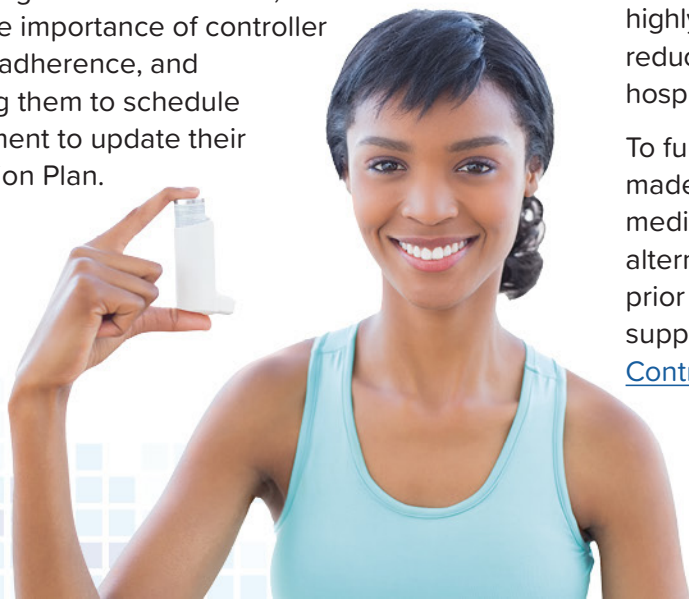 e importance of controller
adherence, and
g them to schedule
ment to update their
on Plan.
highly
reduc
hosp
To fu
made
medi
altern
prior
supp
Contr